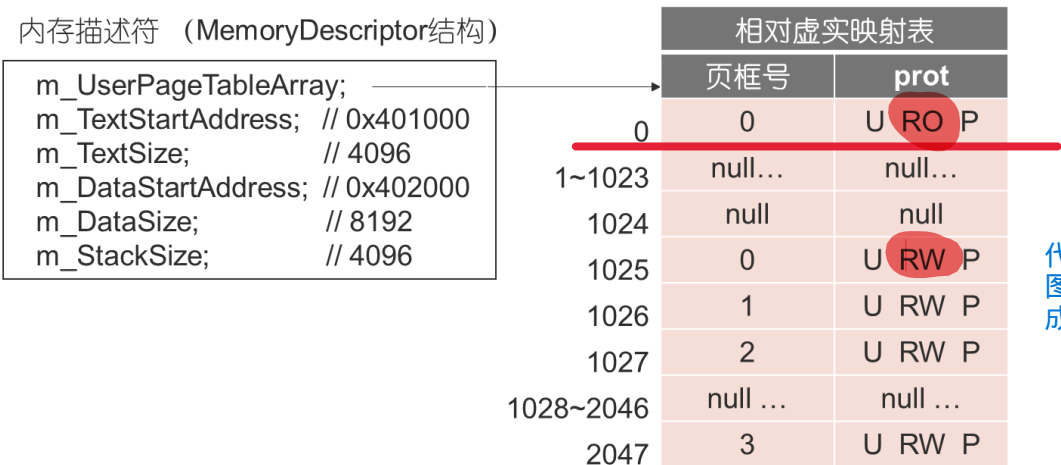 内存描述符 （MemoryDescriptor结构）
m_UserPageTableArray;
m_TextStartAddress; // 0x401000
m_TextSize; // 4096
m_DataStartAddress; // 0x402000
m_DataSize; // 8192
m_StackSize; // 4096
相对虚实映射表
页框号 prot
0 0 U RO P
1~1023 null… null…
1024 null null
1025 0 U RW P
1026 1 U RW P
1027 2 U RW P
1028~2046 null … null …
2047 3 U RW P
图